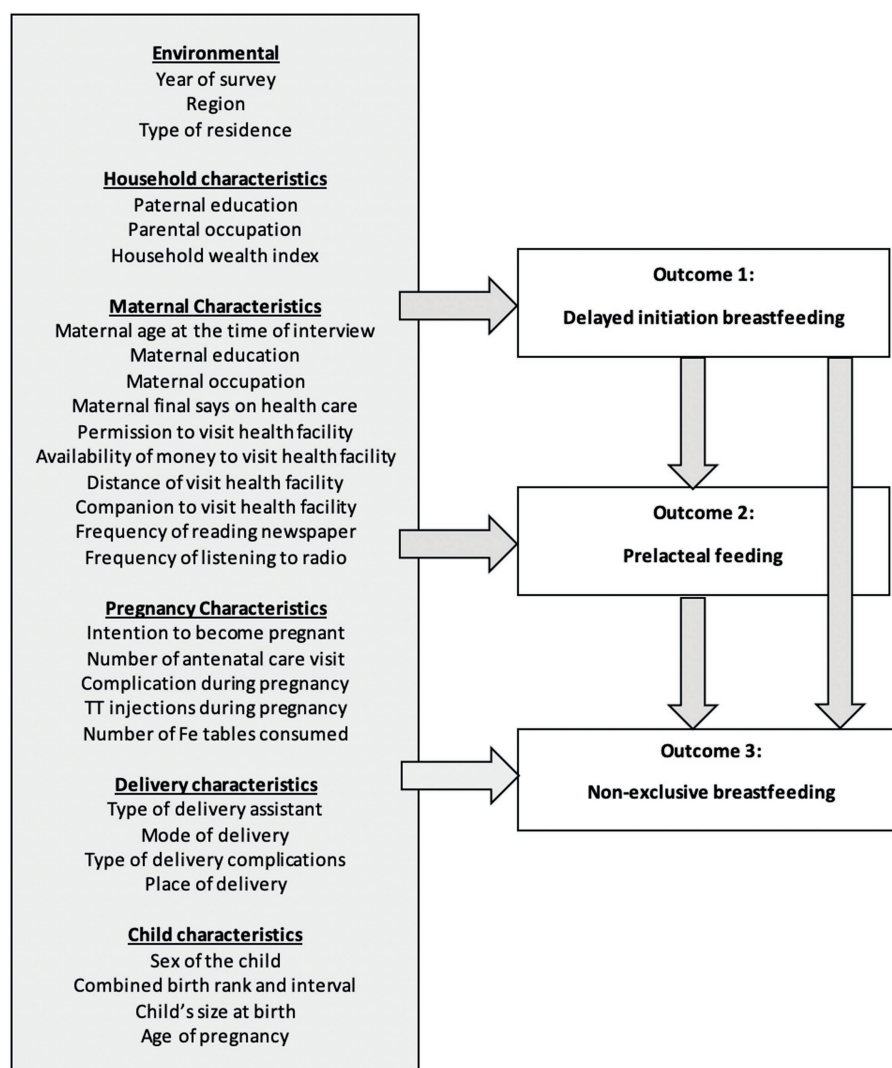 Environmental
Year of survey
Region
Type of residence
Household characteristics
Paternal education
Parental occupation
Household wealth index
Maternal Characteristics
Maternal age at the time of interview
Maternal education
Maternal occupation
Maternal final says on health care
Permission to visit health facility
Availability of money to visit health facility
Distance of visit health facility
Companion to visit health facility
Frequency of reading newspaper
Frequency of listening to radio
Pregnancy Characteristics
Intention to become pregnant
Number of antenatal care visit
Complication during pregnancy
TT injections during pregnancy
Number of Fe tables consumed
Delivery characteristics
Type of delivery assistant
Mode of delivery
Type of delivery complications
Place of delivery
Child characteristics
Sex of the child
Combined birth rank and interval
Child's size at birth
Age of pregnancy
Outcome 1:
Delayed initiation breastfeeding
Outcome 2:
Prelacteal feeding
Outcome 3:
Non-exclusive breastfeeding